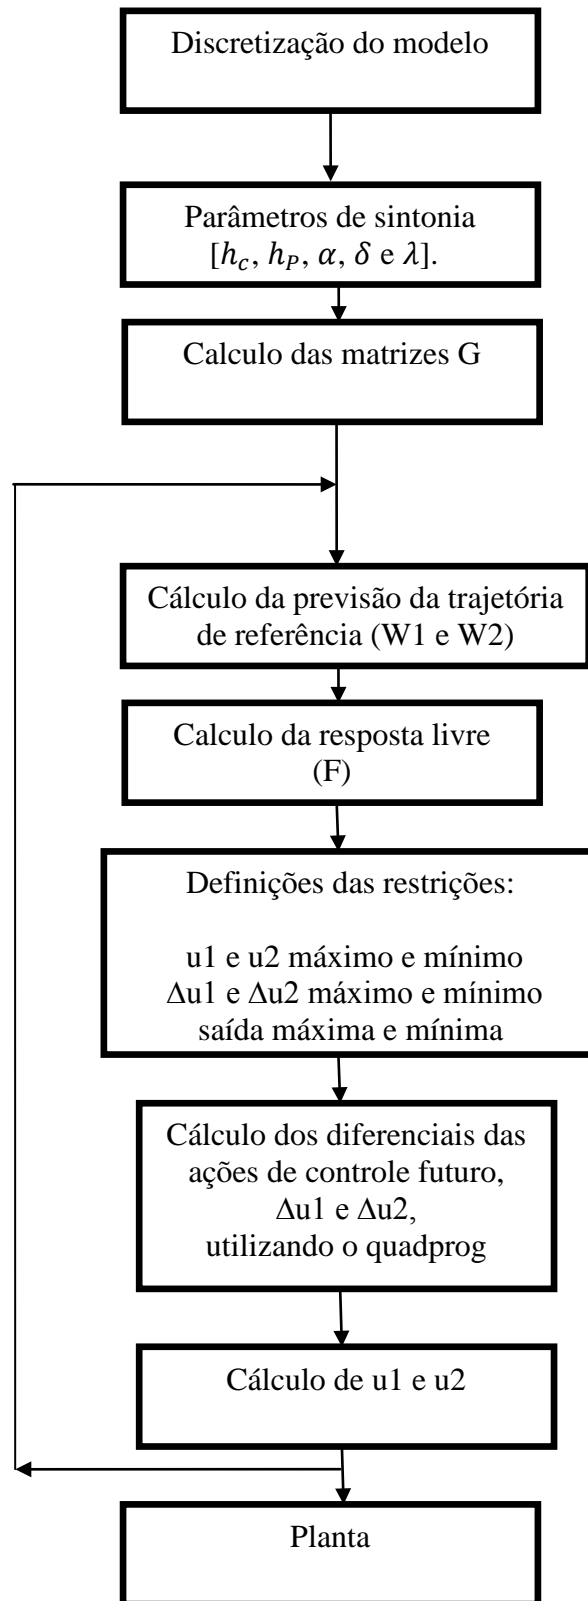 Discretização do modelo
Parâmetros de sintonia
[h_c, h_P, α, δ e λ].
Calculo das matrizes G
Cálculo da previsão da trajetória
de referência (W1 e W2)
Calculo da resposta livre
(F)
Definições das restrições:
u1 e u2 máximo e mínimo
Δu1 e Δu2 máximo e mínimo
saída máxima e mínima
Cálculo dos diferenciais das
ações de controle futuro,
Δu1 e Δu2,
utilizando o quadprog
Cálculo de u1 e u2
Planta